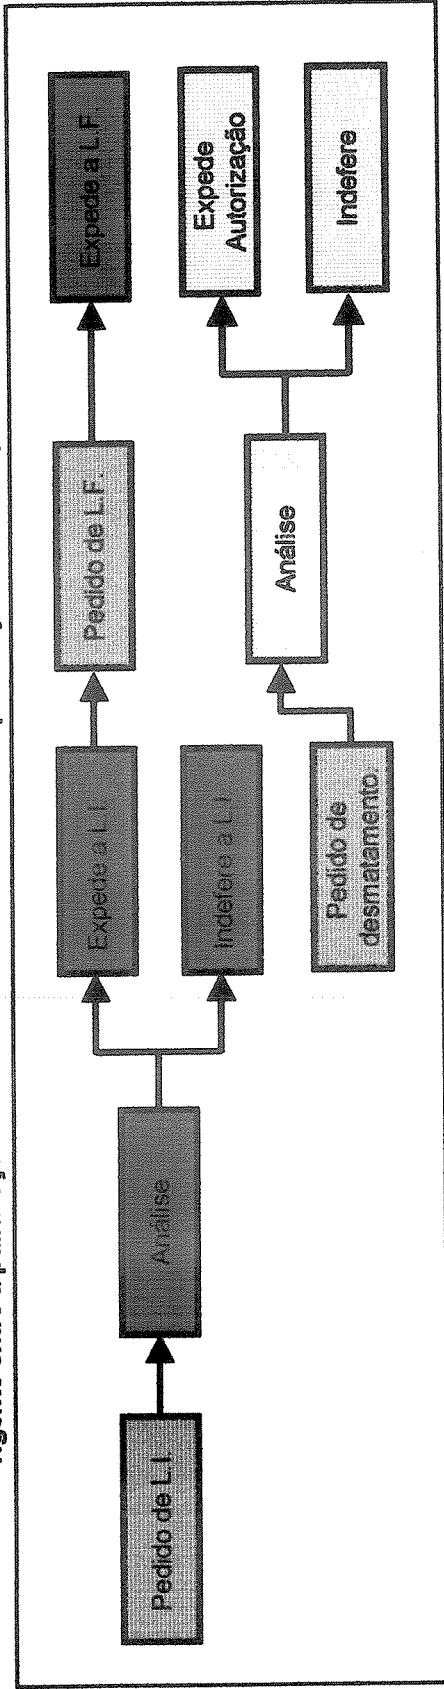 Pedido de L.I.
Análise
Expede a L.I.
Indefere a L.I.
Pedido de L.F.
Expede a L.F.
Pedido de
desmatamento
Análise
Expede
Autorização
Indefere